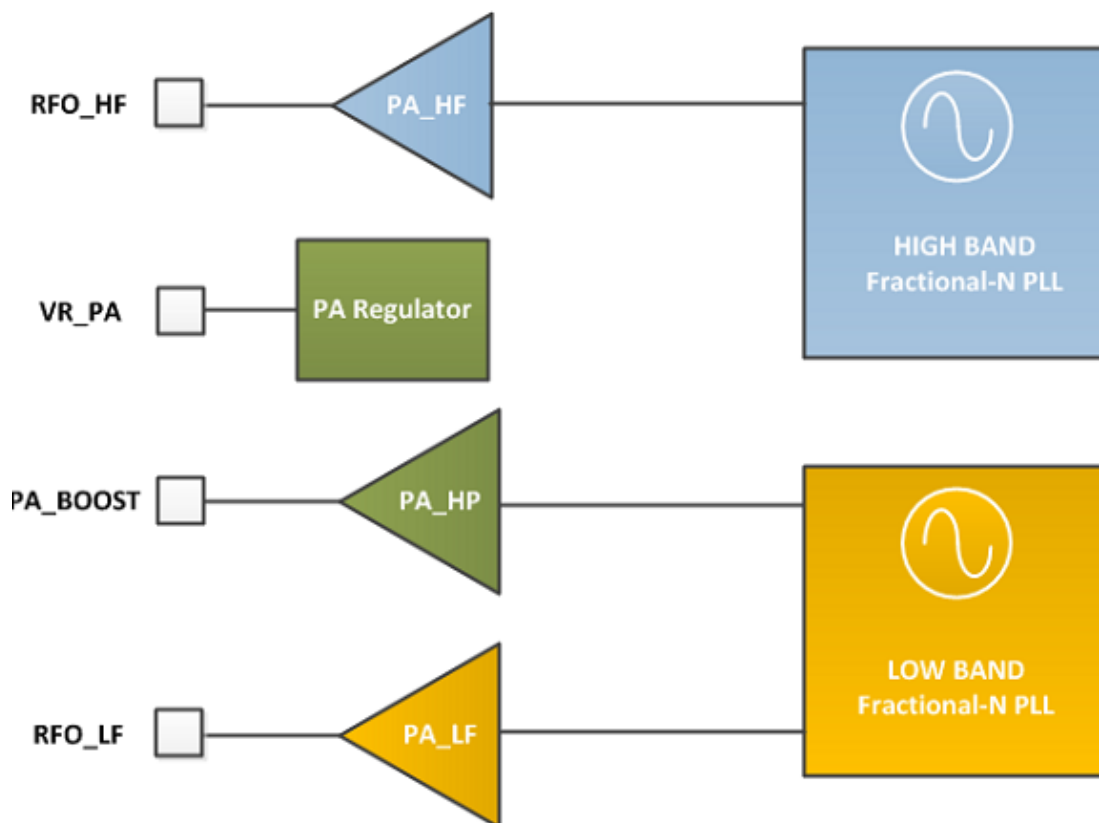 RFO_HF
PA_HF
HIGH BAND
Fractional-N PLL
VR_PA
PA Regulator
PA_BOOST
PA_HP
RFO_LF
PA_LF
LOW BAND
Fractional-N PLL